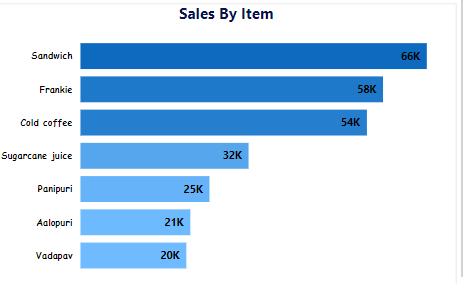 Sales By Item
Sandwich 66K
Frankie 58K
Cold coffee 54K
Sugarcane juice 32K
Panipuri 25K
Aalopuri 21K
Vadapav 20K